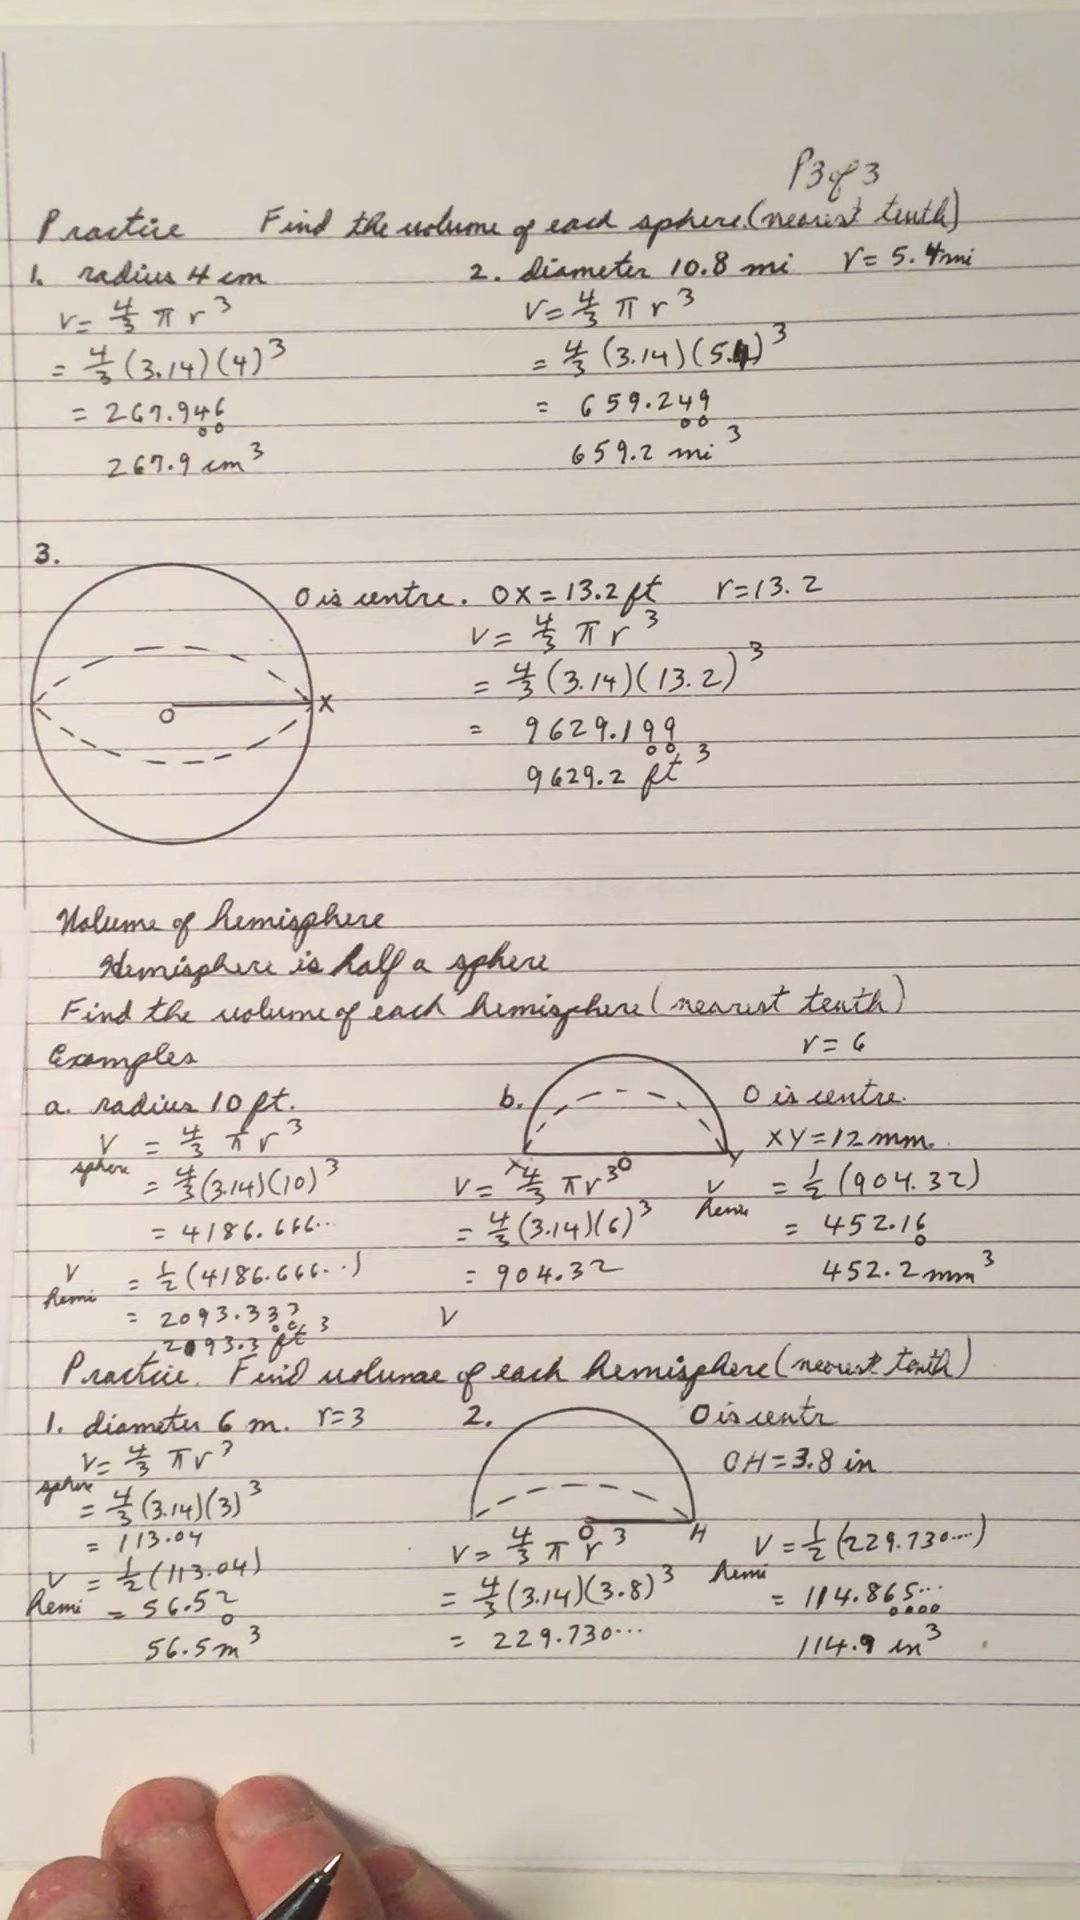 P3 of 3
Practice Find the volume of each sphere. (nearest tenth)
1. radius 4 cm
V = 4/3 π r³
= 4/3 (3.14)(4)³
= 267.946
267.9 cm³
2. diameter 10.8 mi r = 5.4mi
V = 4/3 π r³
= 4/3 (3.14)(5.4)³
= 659.249
659.2 mi³
3.
O
X
O is centre. OX = 13.2 ft r = 13.2
V = 4/3 π r³
= 4/3 (3.14)(13.2)³
= 9629.199
9629.2 ft³
Volume of hemisphere
Hemisphere is half a sphere
Find the volume of each hemisphere (nearest tenth)
Examples
a. radius 10 ft.
V sphere = 4/3 π r³
= 4/3 (3.14)(10)³
= 4186.666...
V hemi = 1/2 (4186.666...)
= 2093.333
2093.3 ft³
b.
r = 6
O is centre.
XY = 12 mm.
X O Y
V = 4/3 π r³
= 4/3 (3.14)(6)³
= 904.32
V
V hemi = 1/2 (904.32)
= 452.16
452.2 mm³
Practice. Find volume of each hemisphere (nearest tenth)
1. diameter 6 m. r = 3
V sphere = 4/3 π r³
= 4/3 (3.14)(3)³
= 113.04
V hemi = 1/2 (113.04)
= 56.52
56.5 m³
2.
O is centr
OH = 3.8 in
O H
V = 4/3 π r³
= 4/3 (3.14)(3.8)³
= 229.730...
V hemi = 1/2 (229.730...)
= 114.865...
114.9 in³